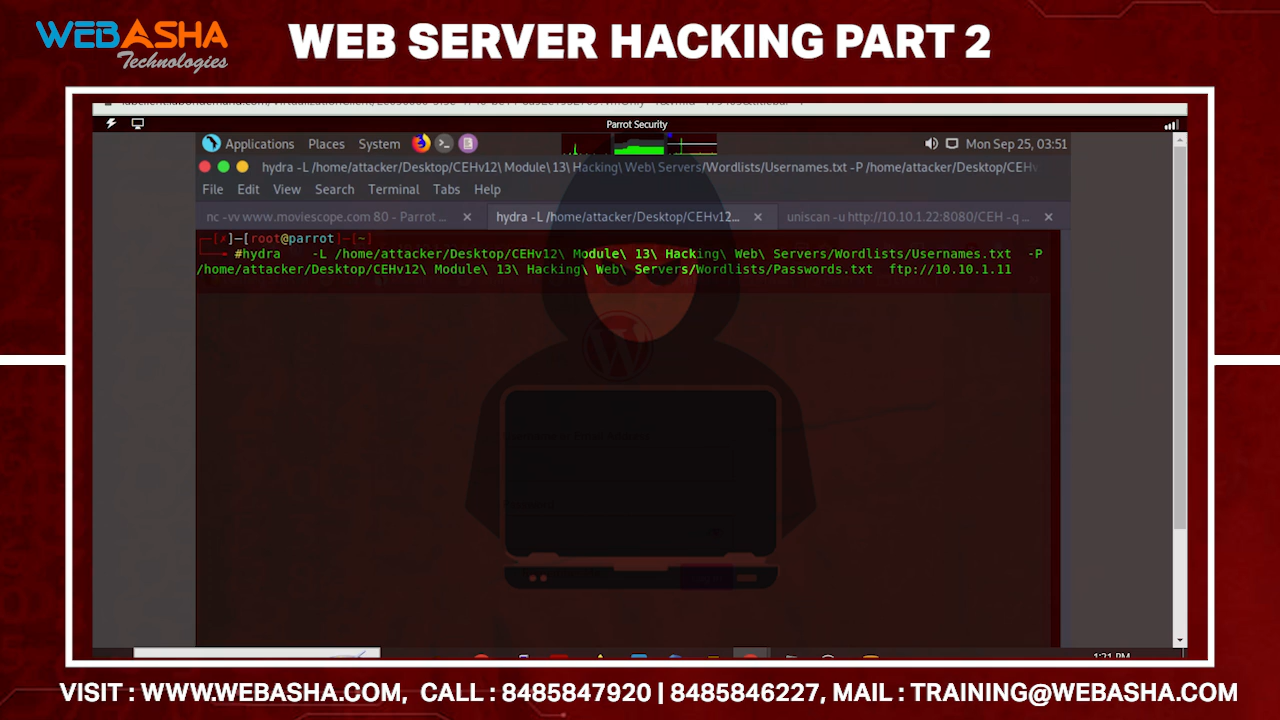 WEBASHA
Technologies
WEB SERVER HACKING PART 2
Parrot Security
Applications Places System Mon Sep 25, 03:51
hydra -L /home/attacker/Desktop/CEHv12\ Module\ 13\ Hacking\ Web\ Servers/Wordlists/Usernames.txt -P /home/attacker/Desktop/CEHv
File Edit View Search Terminal Tabs Help
nc -vv www.moviescope.com 80 - Parrot ... × hydra -L /home/attacker/Desktop/CEHv12... × uniscan -u http://10.10.1.22:8080/CEH -q ... ×
┌─[✗]─[root@parrot]─[~]
└──╼ #hydra -L /home/attacker/Desktop/CEHv12\ Module\ 13\ Hacking\ Web\ Servers/Wordlists/Usernames.txt -P
/home/attacker/Desktop/CEHv12\ Module\ 13\ Hacking\ Web\ Servers/Wordlists/Passwords.txt ftp://10.10.1.11
1:21 PM
VISIT : WWW.WEBASHA.COM, CALL : 8485847920 | 8485846227, MAIL : TRAINING@WEBASHA.COM